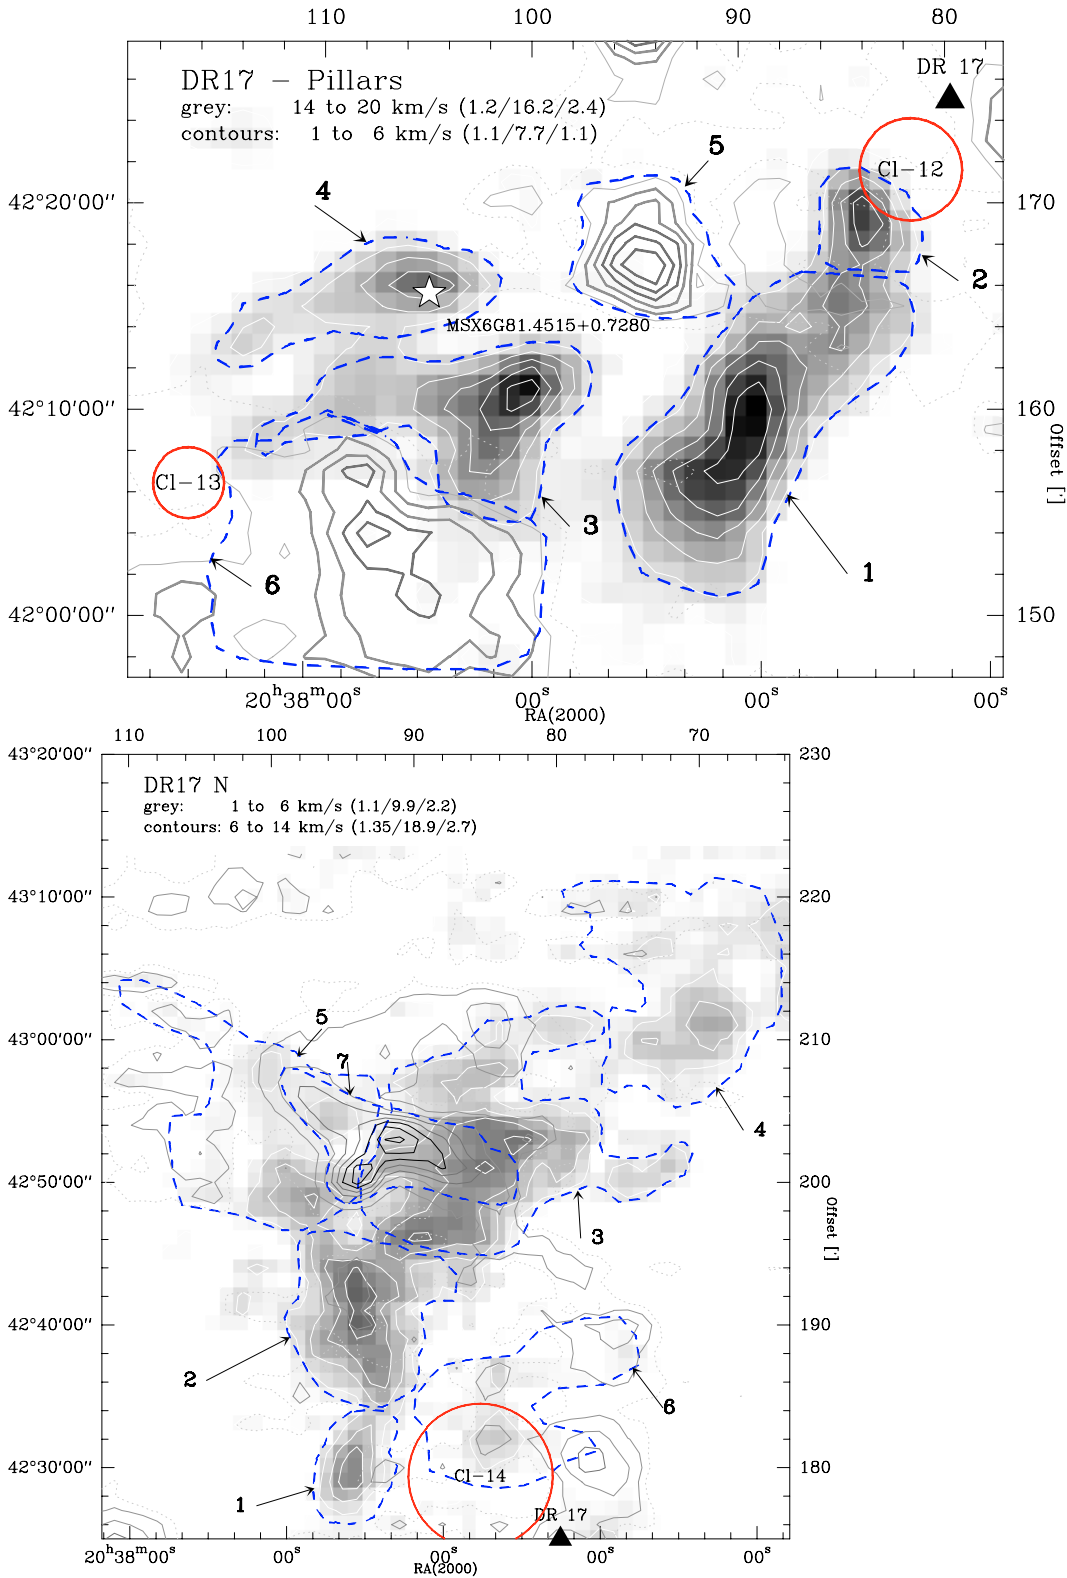 110 100 90 80
DR17 – Pillars
grey: 14 to 20 km/s (1.2/16.2/2.4)
contours: 1 to 6 km/s (1.1/7.7/1.1)
DR 17
5
Cl-12
4
42°20'00'' 170
2
MSX6G81.4515+0.7280
42°10'00'' 160
Offset [']
Cl-13
3
1
6
42°00'00'' 150
20h38m00s 00s 00s 00s
RA(2000)
110 100 90 80 70
43°20'00'' 230
DR17 N
grey: 1 to 6 km/s (1.1/9.9/2.2)
contours: 6 to 14 km/s (1.35/18.9/2.7)
43°10'00'' 220
5
43°00'00'' 210
7
4
42°50'00'' 200
3
Offset [']
42°40'00'' 190
2
6
42°30'00'' 180
Cl-14
1
DR 17
20h38m00s 00s 00s 00s 00s
RA(2000)